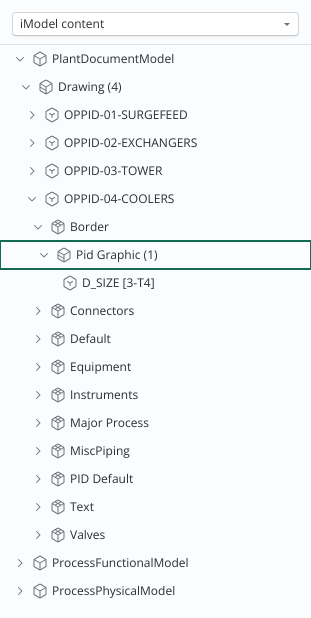 iModel content
PlantDocumentModel
Drawing (4)
OPPID-01-SURGEFEED
OPPID-02-EXCHANGERS
OPPID-03-TOWER
OPPID-04-COOLERS
Border
Pid Graphic (1)
D_SIZE [3-T4]
Connectors
Default
Equipment
Instruments
Major Process
MiscPiping
PID Default
Text
Valves
ProcessFunctionalModel
ProcessPhysicalModel